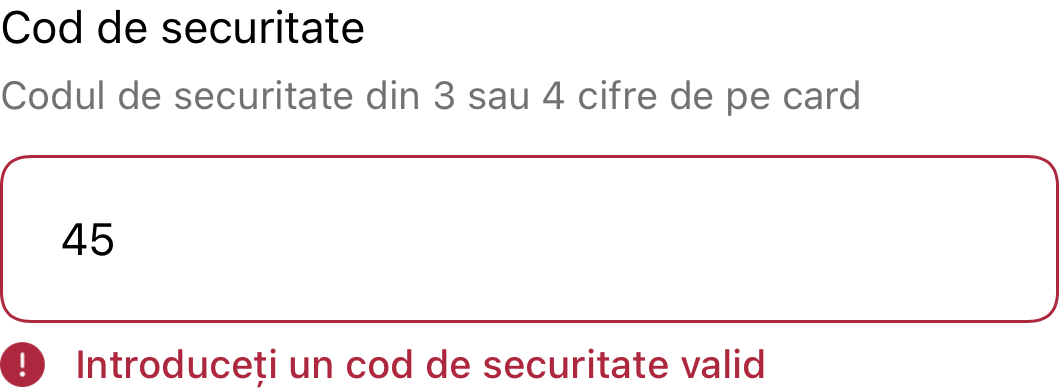 Cod de securitate
Codul de securitate din 3 sau 4 cifre de pe card
45
Introduceți un cod de securitate valid